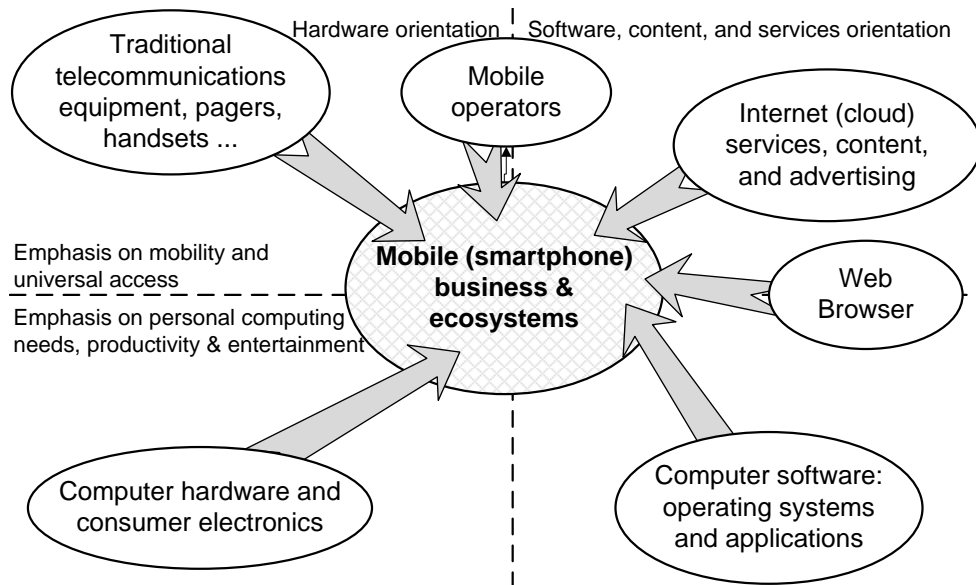 Hardware orientation
Software, content, and services orientation
Traditional
telecommunications
equipment, pagers,
handsets ...
Mobile
operators
Internet (cloud)
services, content,
and advertising
Emphasis on mobility and
universal access
Mobile (smartphone)
business &
ecosystems
Web
Browser
Emphasis on personal computing
needs, productivity & entertainment
Computer hardware and
consumer electronics
Computer software:
operating systems
and applications